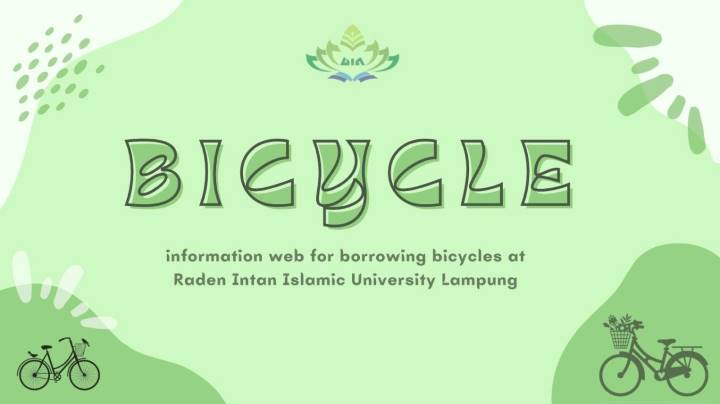 BICYCLE
information web for borrowing bicycles at
Raden Intan Islamic University Lampung